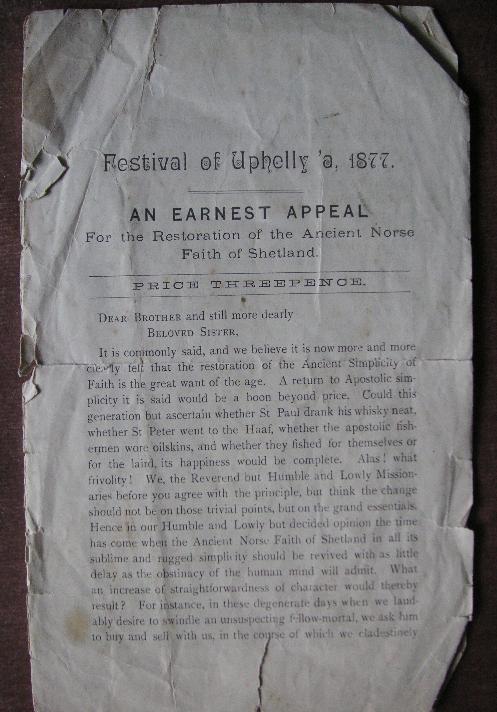 Festival of Uphelly 'a, 1877.
AN EARNEST APPEAL
For the Restoration of the Ancient Norse
Faith of Shetland.
PRICE THREEPENCE.
DEAR BROTHER and still more dearly
BELOVED SISTER,
It is commonly said, and we believe it is now more and more
clearly felt that the restoration of the Ancient Simplicity of
Faith is the great want of the age. A return to Apostolic sim-
plicity it is said would be a boon beyond price. Could this
generation but ascertain whether St Paul drank his whisky neat,
whether St Peter went to the Haaf, whether the apostolic fish-
ermen wore oilskins, and whether they fished for themselves or
for the laird, its happiness would be complete. Alas! what
frivolity! We, the Reverend but Humble and Lowly Mission-
aries before you agree with the principle, but think the change
should not be on those trivial points, but on the grand essentials.
Hence in our Humble and Lowly but decided opinion the time
has come when the Ancient Norse Faith of Shetland in all its
sublime and rugged simplicity should be revived with as little
delay as the obstinacy of the human mind will admit. What
an increase of straightforwardness of character would thereby
result? For instance, in these degenerate days when we laud-
ably desire to swindle an unsuspecting fellow-mortal, we ask him
to buy and sell with us, in the course of which we cladestinely